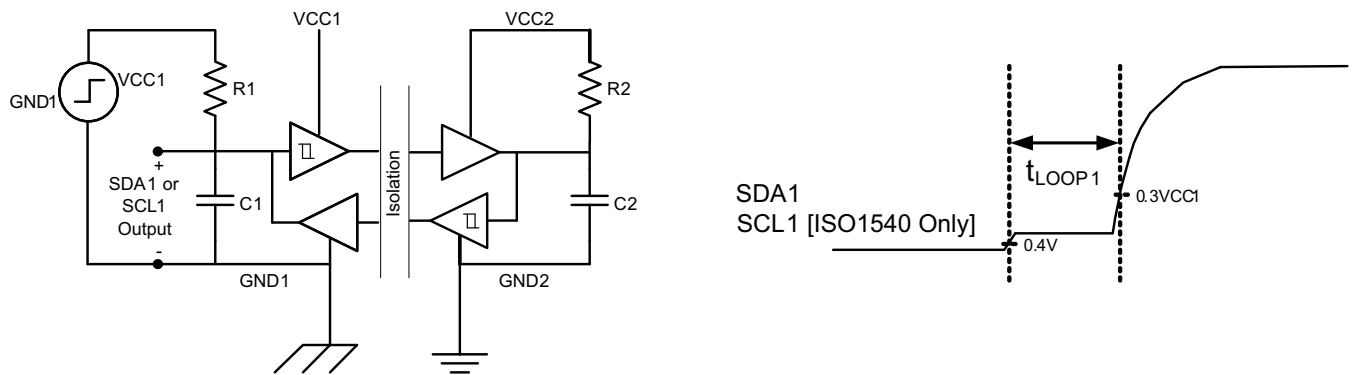 VCC1
VCC2
VCC1
GND1
R1
R2
SDA1 or
SCL1
Output
+
-
C1
Isolation
C2
GND1
GND2
tLOOP1
0.3VCC1
SDA1
SCL1 [ISO1540 Only]
0.4V